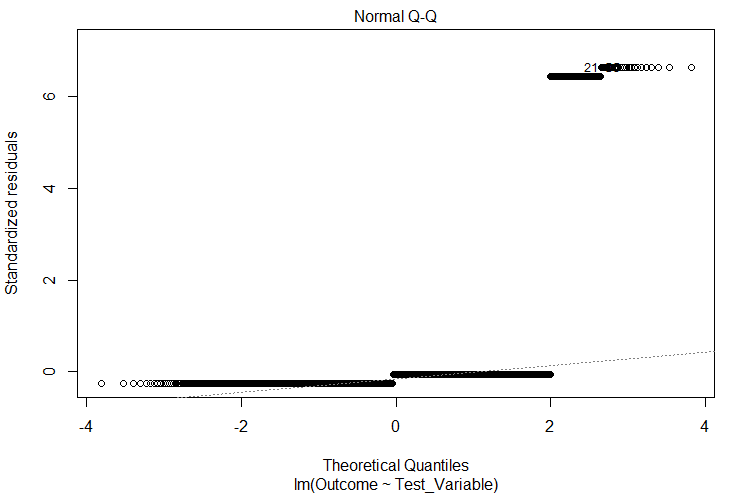 Normal Q-Q
Standardized residuals
6
4
2
0
21
-4
-2
0
2
4
Theoretical Quantiles
lm(Outcome ~ Test_Variable)